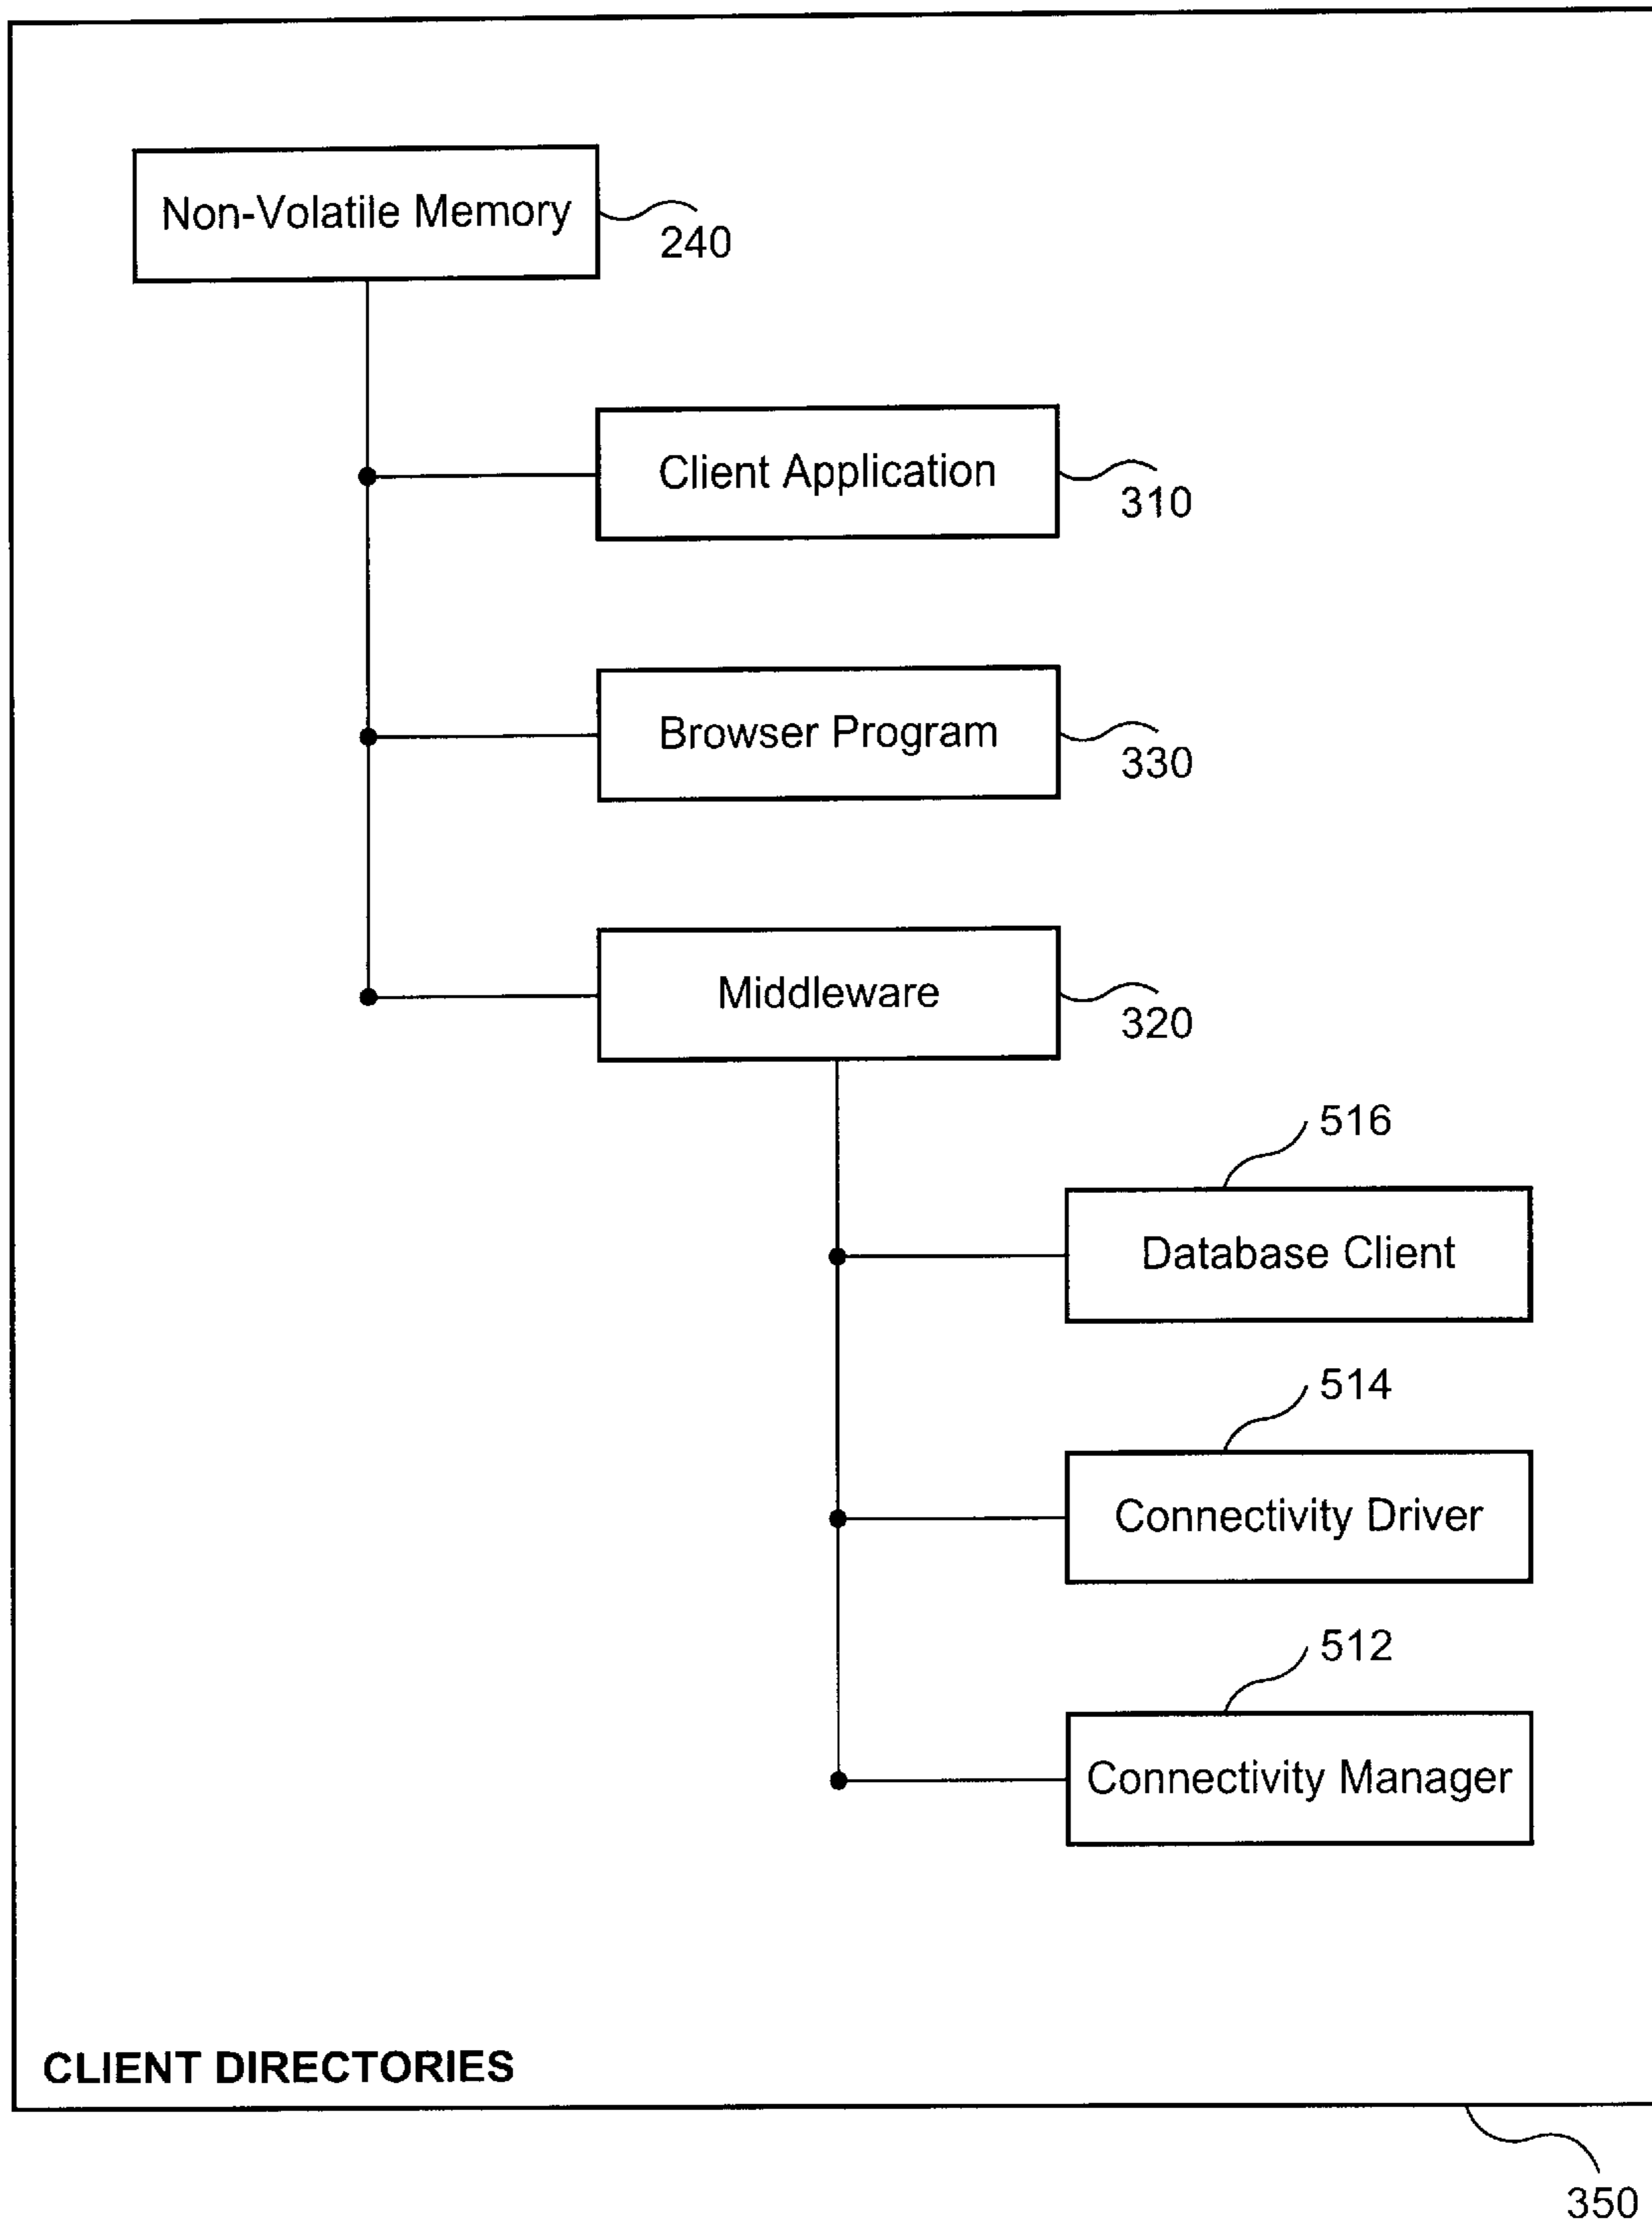 Non-Volatile Memory
240
Client Application
310
Browser Program
330
Middleware
320
516
Database Client
514
Connectivity Driver
512
Connectivity Manager
CLIENT DIRECTORIES
350